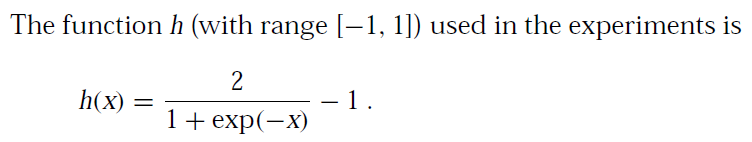 The function h (with range [−1, 1]) used in the experiments is
h(x) = 2 / (1 + exp(−x)) − 1 .